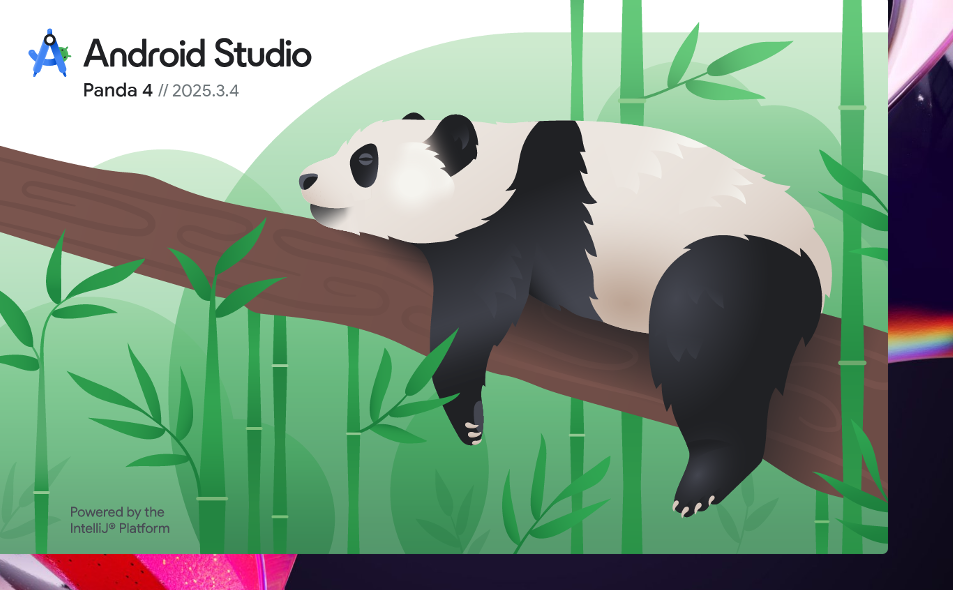 Android Studio
Panda 4 // 2025.3.4
Powered by the
IntelliJ® Platform